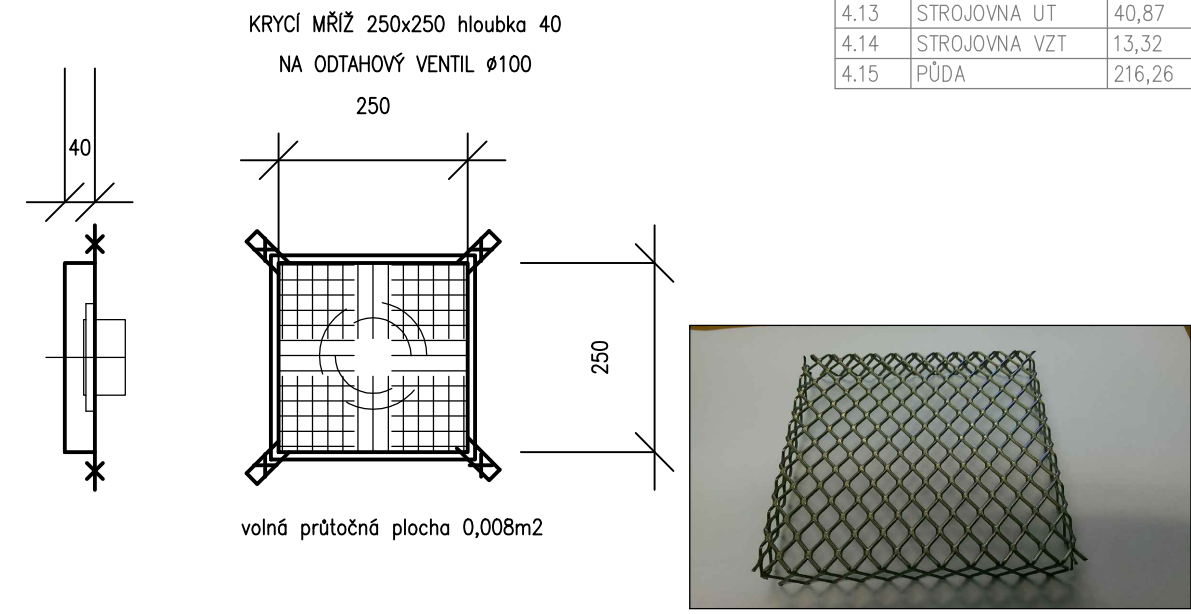 KRYCÍ MŘÍŽ 250x250 hloubka 40
NA ODTAHOVÝ VENTIL ø100
250
40
250
volná průtočná plocha 0,008m2
4.13 STROJOVNA UT 40,87
4.14 STROJOVNA VZT 13,32
4.15 PŮDA 216,26